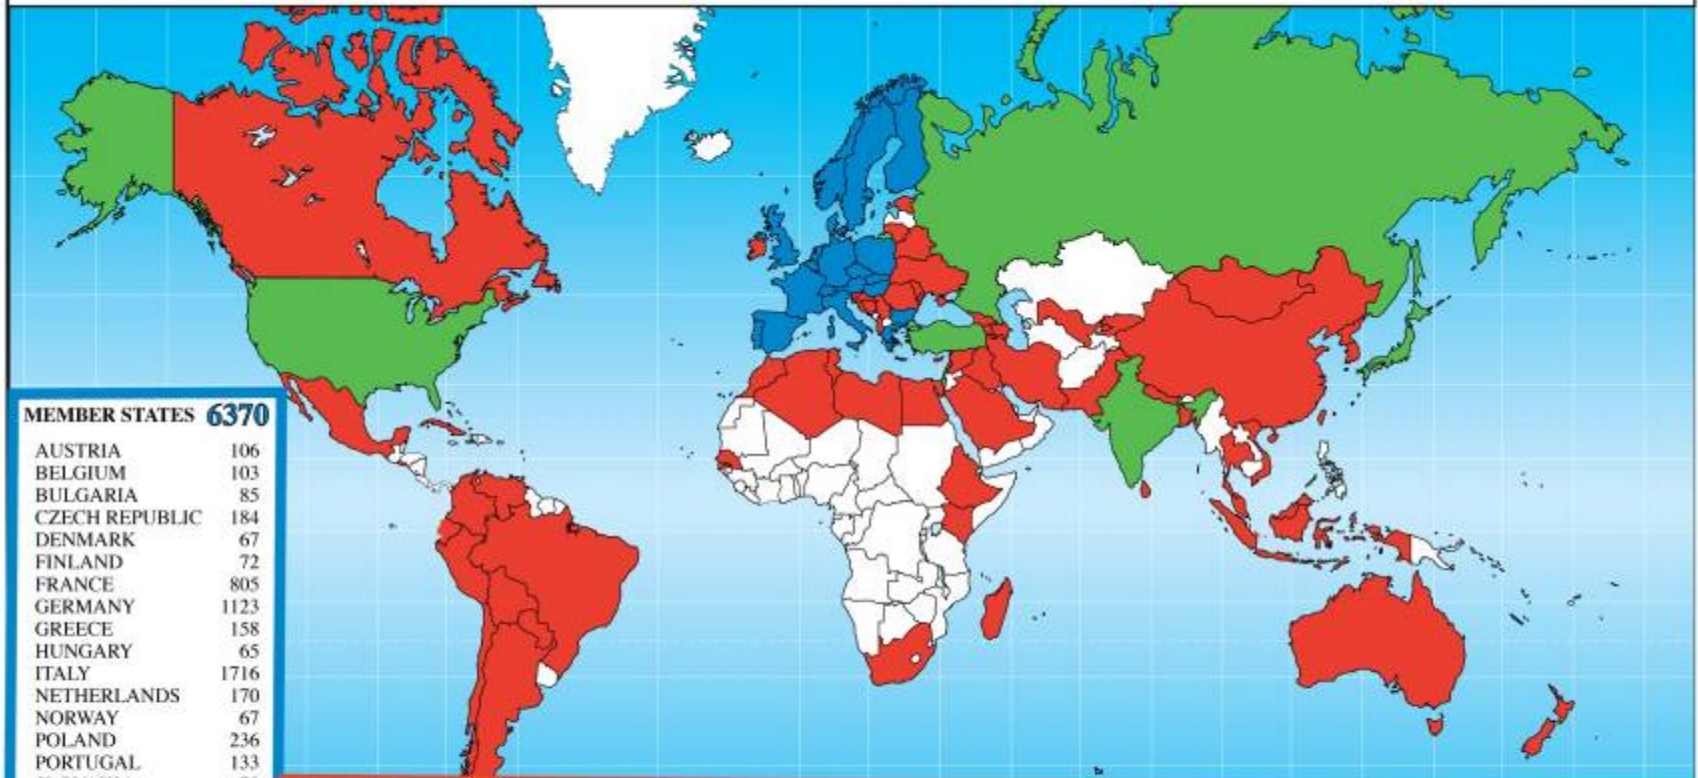 MEMBER STATES 6370
AUSTRIA 106
BELGIUM 103
BULGARIA 85
CZECH REPUBLIC 184
DENMARK 67
FINLAND 72
FRANCE 805
GERMANY 1123
GREECE 158
HUNGARY 65
ITALY 1716
NETHERLANDS 170
NORWAY 67
POLAND 236
PORTUGAL 133